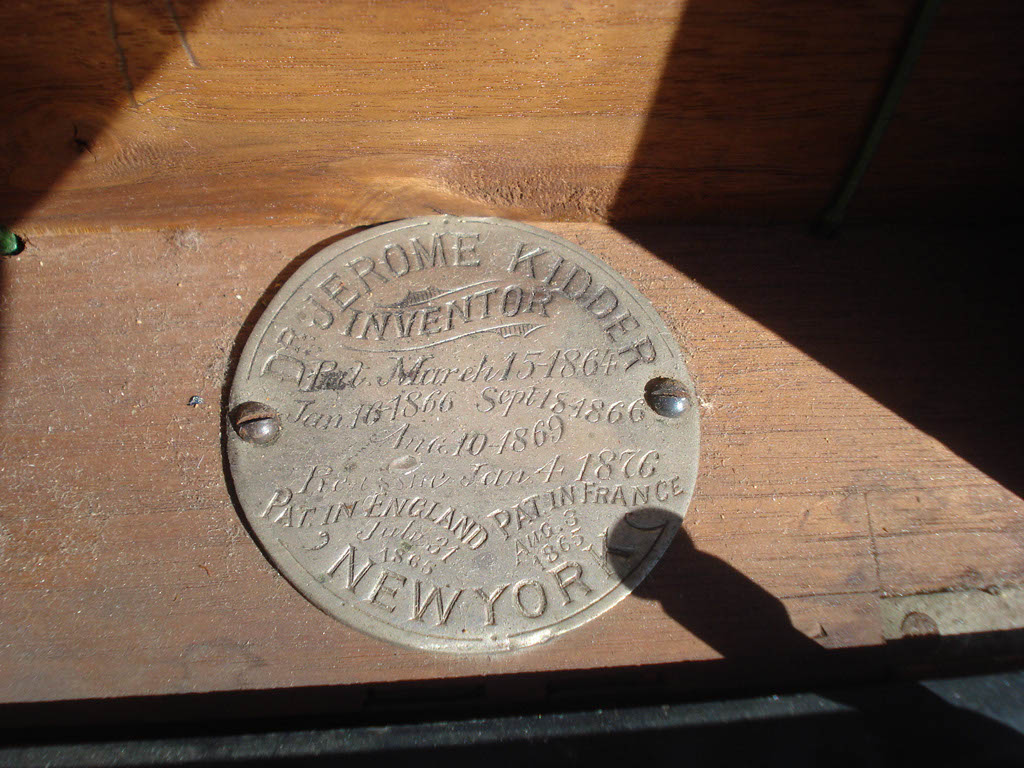 DR. JEROME KIDDER
INVENTOR
Pat. March 15-1864
Jan 16-1866 Sept 18-1866
Aug. 10-1869
Reissue Jan 4 1876
PAT IN ENGLAND
July 31
1865
PAT IN FRANCE
AUG. 3
1865
NEW YORK